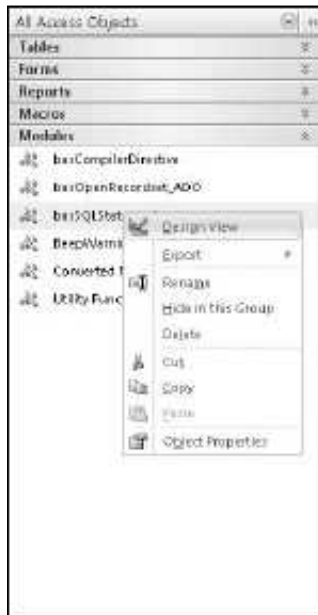 All Access Objects
Tables
Forms
Reports
Macros
Modules
basCompilerDirective
basOpenRecordset_ADO
basSQLStat
Design View
BeepWarni
Export
Converted
Rename
Utility Func
Hide in this Group
Delete
Cut
Copy
Paste
Object Properties